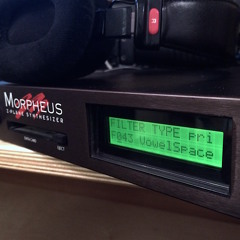 MORPHEUS
Z-PLANE SYNTHESIZER
FILTER TYPE pri
F043 VowelSpace
R